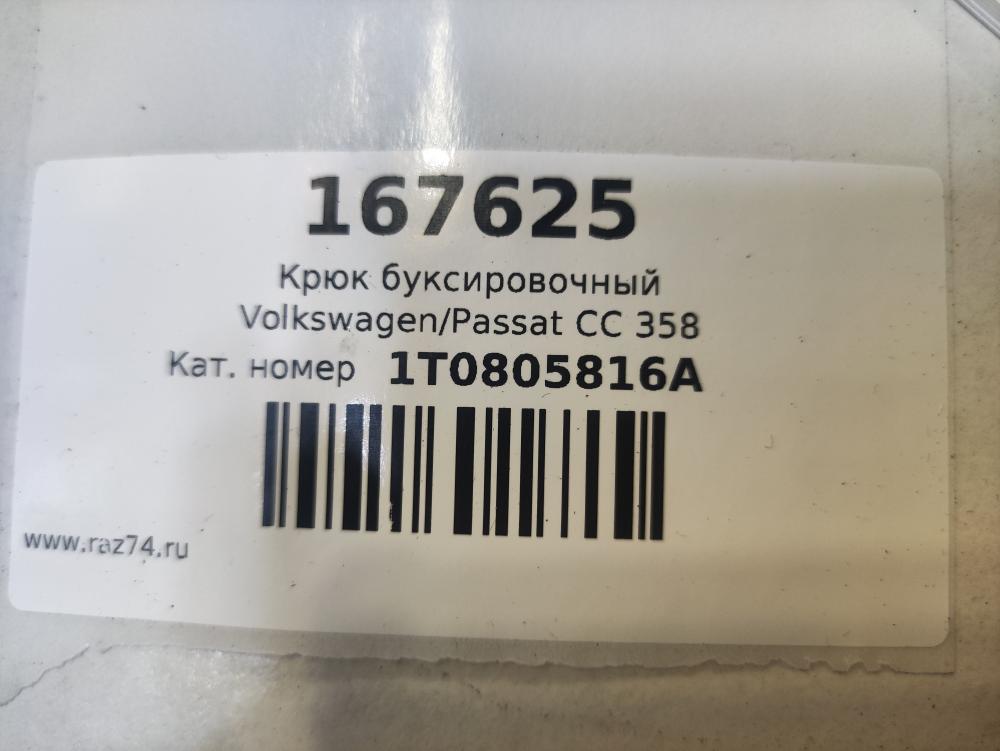 167625
Крюк буксировочный
Volkswagen/Passat CC 358
Кат. номер 1T0805816A
www.raz74.ru